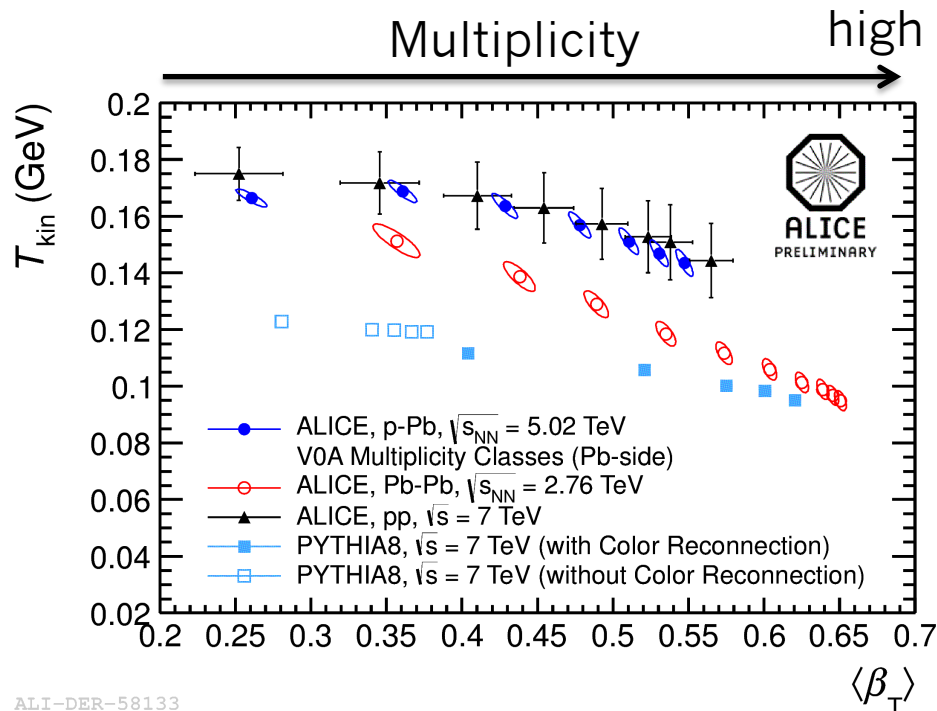 Multiplicity
high
T_kin (GeV)
0.2
0.18
0.16
0.14
0.12
0.1
0.08
0.06
0.04
0.02
ALICE
PRELIMINARY
ALICE, p-Pb, √s_NN = 5.02 TeV
V0A Multiplicity Classes (Pb-side)
ALICE, Pb-Pb, √s_NN = 2.76 TeV
ALICE, pp, √s = 7 TeV
PYTHIA8, √s = 7 TeV (with Color Reconnection)
PYTHIA8, √s = 7 TeV (without Color Reconnection)
0.2 0.25 0.3 0.35 0.4 0.45 0.5 0.55 0.6 0.65 0.7
⟨β_T⟩
ALI-DER-58133